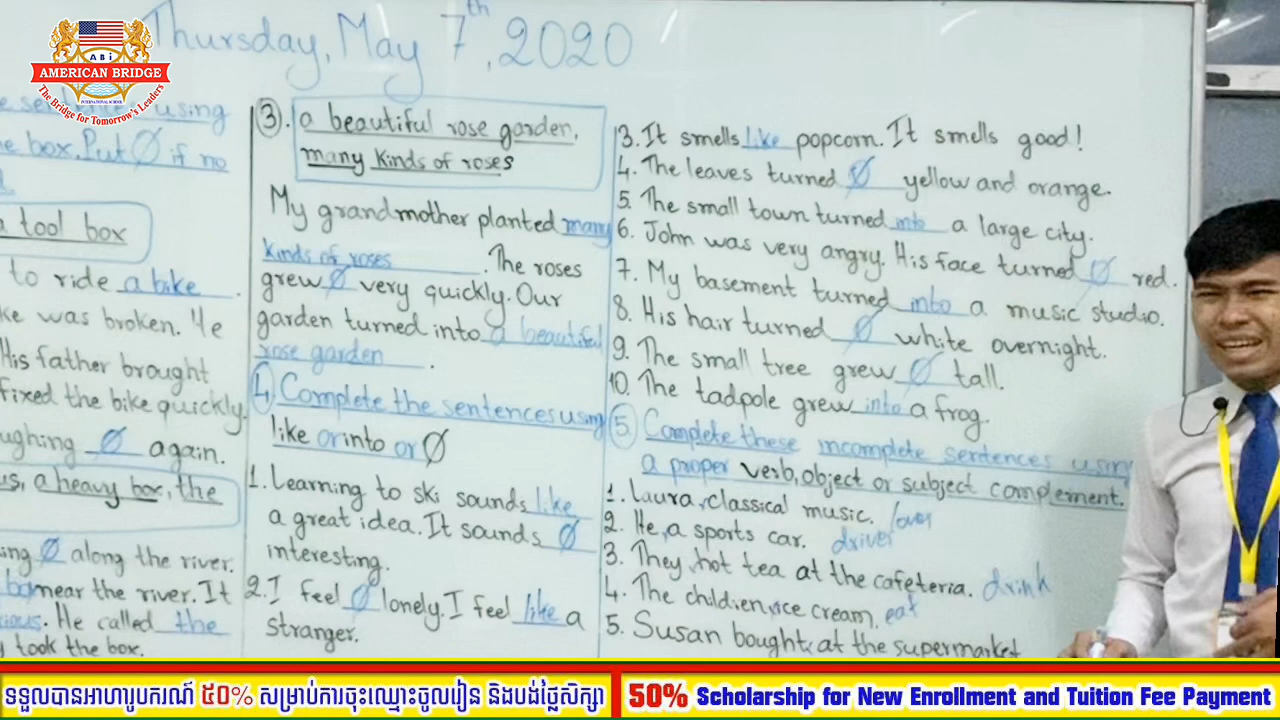 ABi
AMERICAN BRIDGE
INTERNATIONAL SCHOOL
The Bridge for Tomorrow's Leaders
Thursday, May 7th, 2020
sentence using
box. Put Ø if no
a tool box
to ride a bike.
was broken. He
His father brought
fixed the bike quickly.
Ø again.
a heavy box, the
Ø along the river.
near the river. It
. He called the
took the box.
3. a beautiful rose garden,
many kinds of roses
My grandmother planted many
kinds of roses. The roses
grew Ø very quickly. Our
garden turned into a beautiful
rose garden.
4. Complete the sentences using
like or into or Ø
1. Learning to ski sounds like
a great idea. It sounds Ø
interesting.
2. I feel Ø lonely. I feel like a
stranger.
3. It smells like popcorn. It smells good!
4. The leaves turned Ø yellow and orange.
5. The small town turned into a large city.
6. John was very angry. His face turned Ø red.
7. My basement turned into a music studio.
8. His hair turned Ø white overnight.
9. The small tree grew Ø tall.
10. The tadpole grew into a frog.
5. Complete these incomplete sentences using
a proper verb, object or subject complement.
1. Laura, classical music. lover
2. He, a sports car. driver
3. They, hot tea at the cafeteria. drink
4. The children, ice cream. eat
5. Susan bought, at the supermarket
ទទួលបានអាហារូបករណ៍ ៥០% សម្រាប់ការចុះឈ្មោះចូលរៀន និងបង់ថ្លៃសិក្សា
50% Scholarship for New Enrollment and Tuition Fee Payment